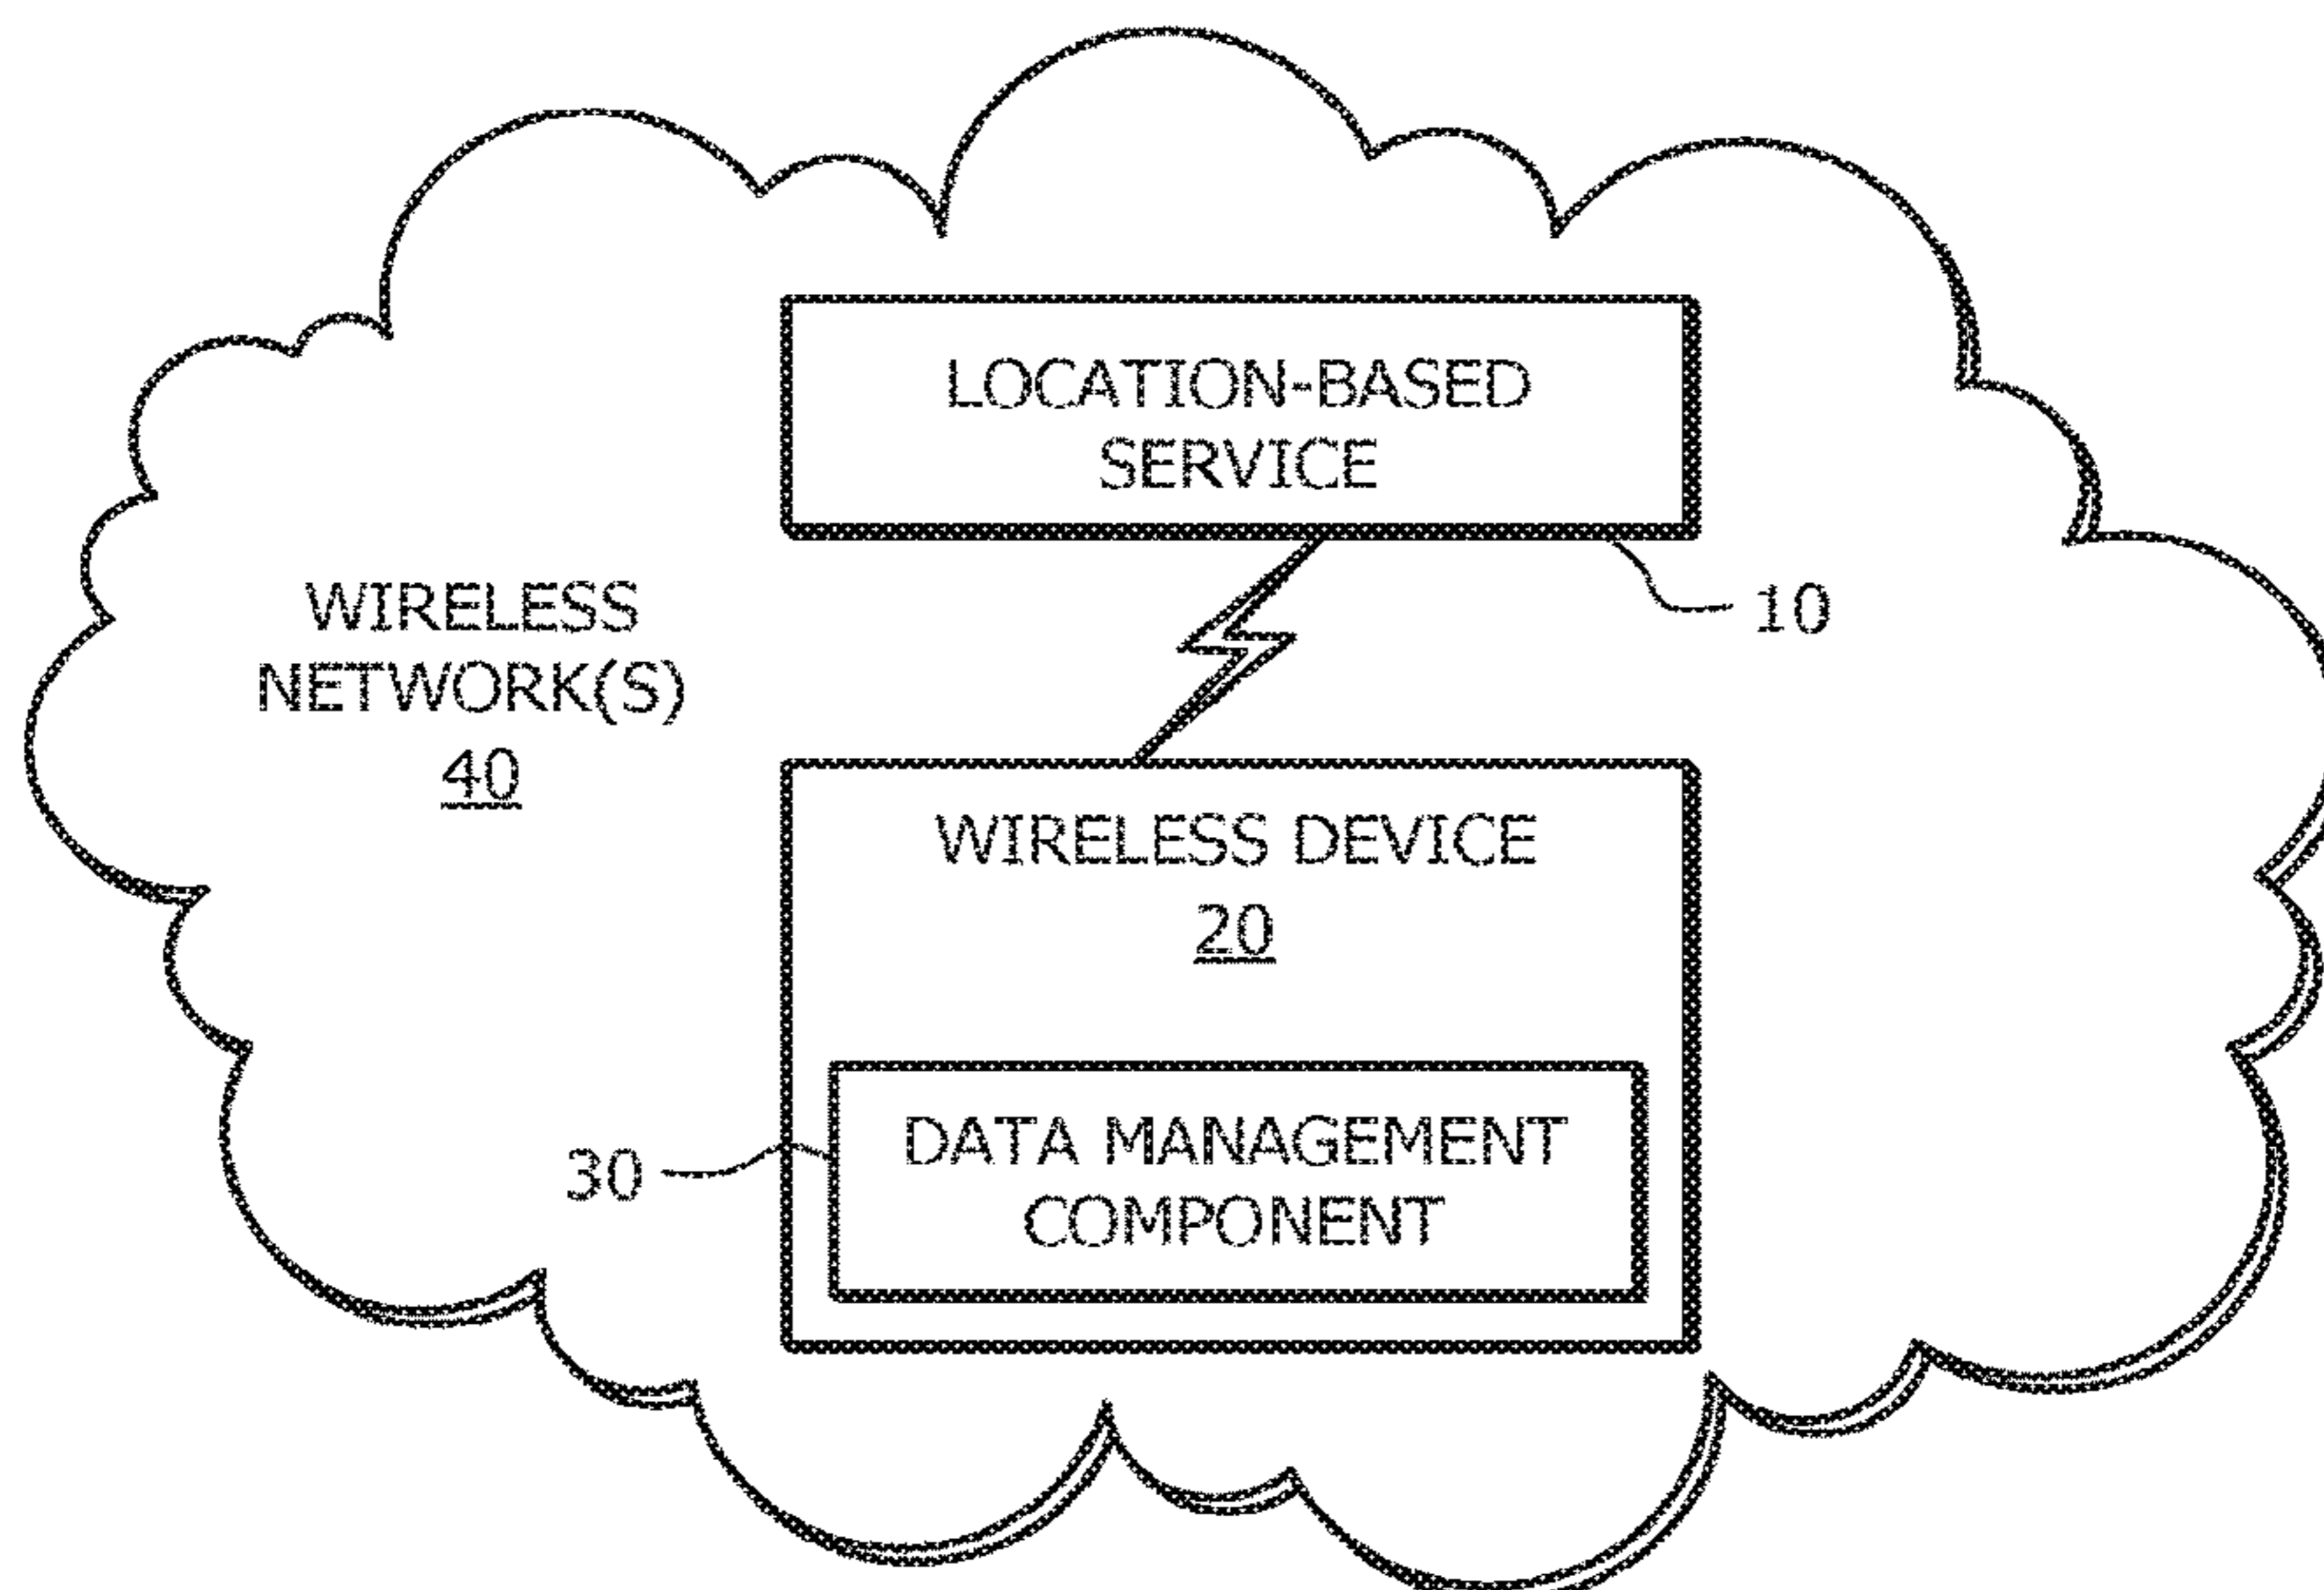 LOCATION-BASED
SERVICE
10
WIRELESS
NETWORK(S)
40
WIRELESS DEVICE
20
30
DATA MANAGEMENT
COMPONENT